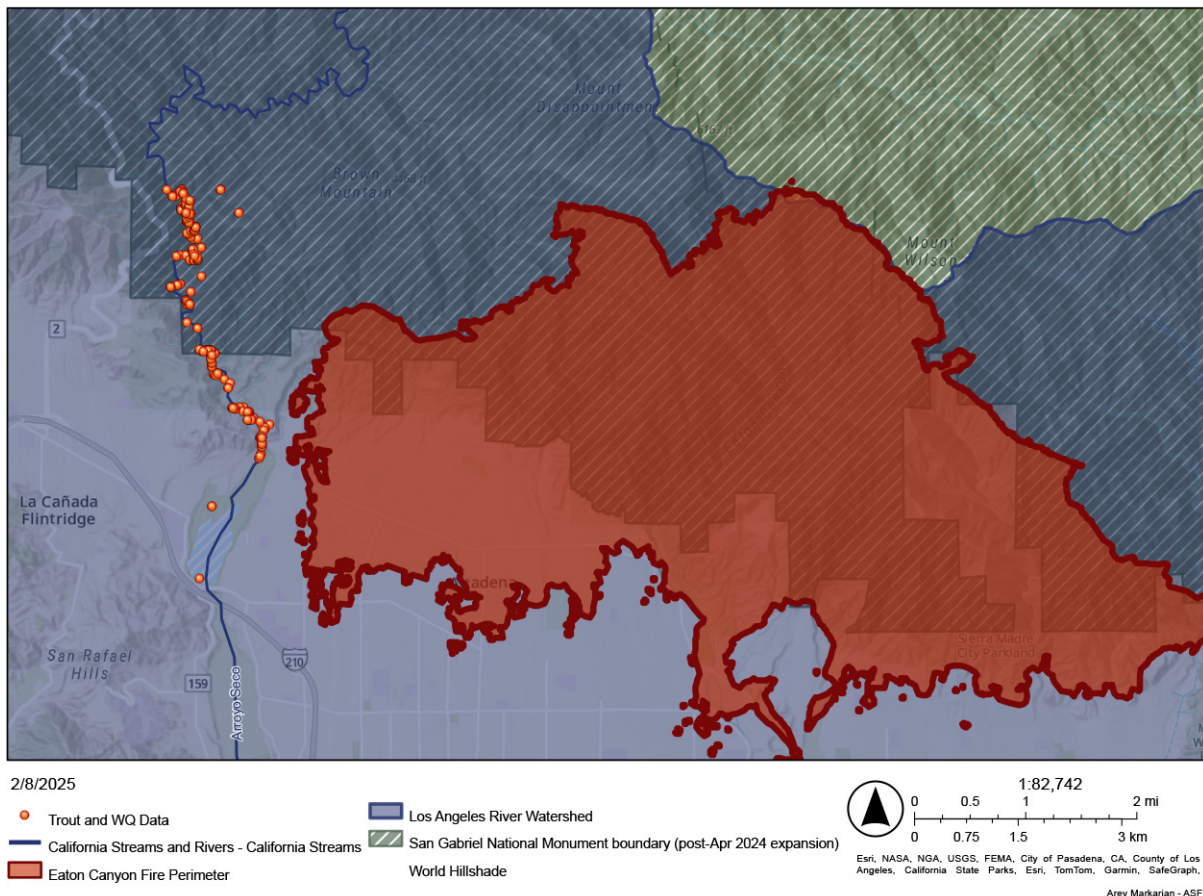 Mount
Disappointment
6167 ft
Brown
Mountain
Mount
Wilson
2
La Cañada
Flintridge
Sierra Madre
City Parkland
San Rafael
Hills
210
159
Arroyo Seco
2/8/2025
1:82,742
Trout and WQ Data
California Streams and Rivers - California Streams
Eaton Canyon Fire Perimeter
Los Angeles River Watershed
San Gabriel National Monument boundary (post-Apr 2024 expansion)
World Hillshade
0 0.5 1 2 mi
0 0.75 1.5 3 km
Esri, NASA, NGA, USGS, FEMA, City of Pasadena, CA, County of Los
Angeles, California State Parks, Esri, TomTom, Garmin, SafeGraph,